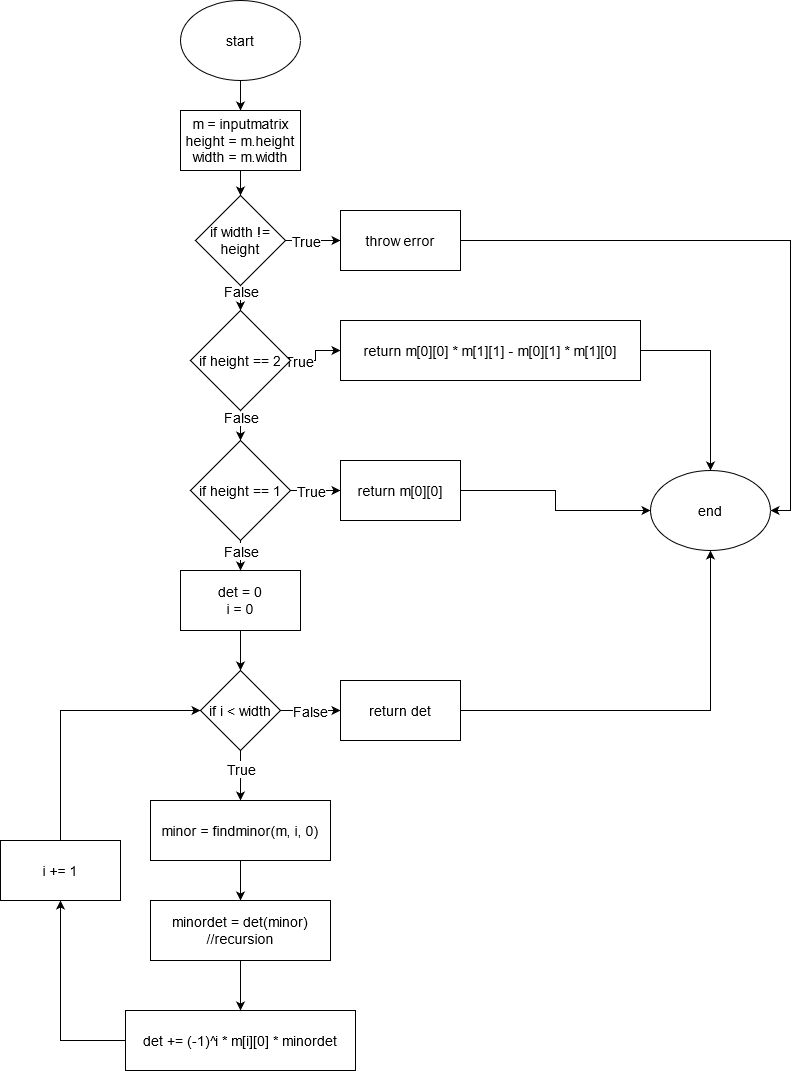 start
m = inputmatrix
height = m.height
width = m.width
if width !=
height
True
throw error
False
if height == 2
True
return m[0][0] * m[1][1] - m[0][1] * m[1][0]
False
if height == 1
True
return m[0][0]
end
False
det = 0
i = 0
if i < width
False
return det
True
minor = findminor(m, i, 0)
i += 1
minordet = det(minor)
//recursion
det += (-1)^i * m[i][0] * minordet